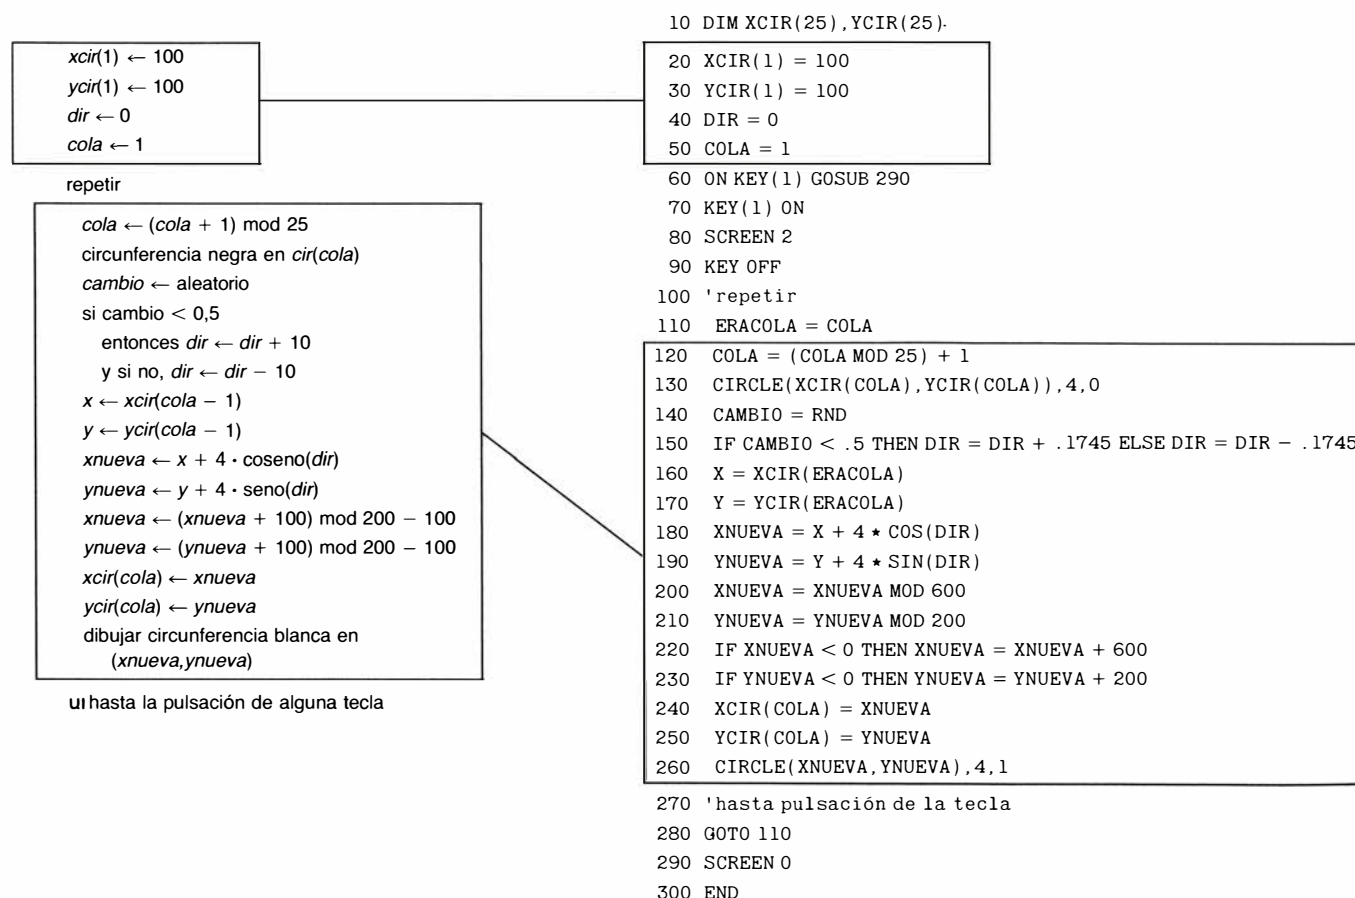 xcir(1) ← 100
ycir(1) ← 100
dir ← 0
cola ← 1
repetir
cola ← (cola + 1) mod 25
circunferencia negra en cir(cola)
cambio ← aleatorio
si cambio < 0,5
entonces dir ← dir + 10
y si no, dir ← dir − 10
x ← xcir(cola − 1)
y ← ycir(cola − 1)
xnueva ← x + 4 · coseno(dir)
ynueva ← y + 4 · seno(dir)
xnueva ← (xnueva + 100) mod 200 − 100
ynueva ← (ynueva + 100) mod 200 − 100
xcir(cola) ← xnueva
ycir(cola) ← ynueva
dibujar circunferencia blanca en
(xnueva,ynueva)
hasta la pulsación de alguna tecla
10 DIM XCIR(25),YCIR(25).
20 XCIR(1) = 100
30 YCIR(1) = 100
40 DIR = 0
50 COLA = 1
60 ON KEY(1) GOSUB 290
70 KEY(1) ON
80 SCREEN 2
90 KEY OFF
100 'repetir
110 ERACOLA = COLA
120 COLA = (COLA MOD 25) + 1
130 CIRCLE(XCIR(COLA),YCIR(COLA)),4,0
140 CAMBIO = RND
150 IF CAMBIO < .5 THEN DIR = DIR + .1745 ELSE DIR = DIR − .1745
160 X = XCIR(ERACOLA)
170 Y = YCIR(ERACOLA)
180 XNUEVA = X + 4 * COS(DIR)
190 YNUEVA = Y + 4 * SIN(DIR)
200 XNUEVA = XNUEVA MOD 600
210 YNUEVA = YNUEVA MOD 200
220 IF XNUEVA < 0 THEN XNUEVA = XNUEVA + 600
230 IF YNUEVA < 0 THEN YNUEVA = YNUEVA + 200
240 XCIR(COLA) = XNUEVA
250 YCIR(COLA) = YNUEVA
260 CIRCLE(XNUEVA,YNUEVA),4,1
270 'hasta pulsación de la tecla
280 GOTO 110
290 SCREEN 0
300 END